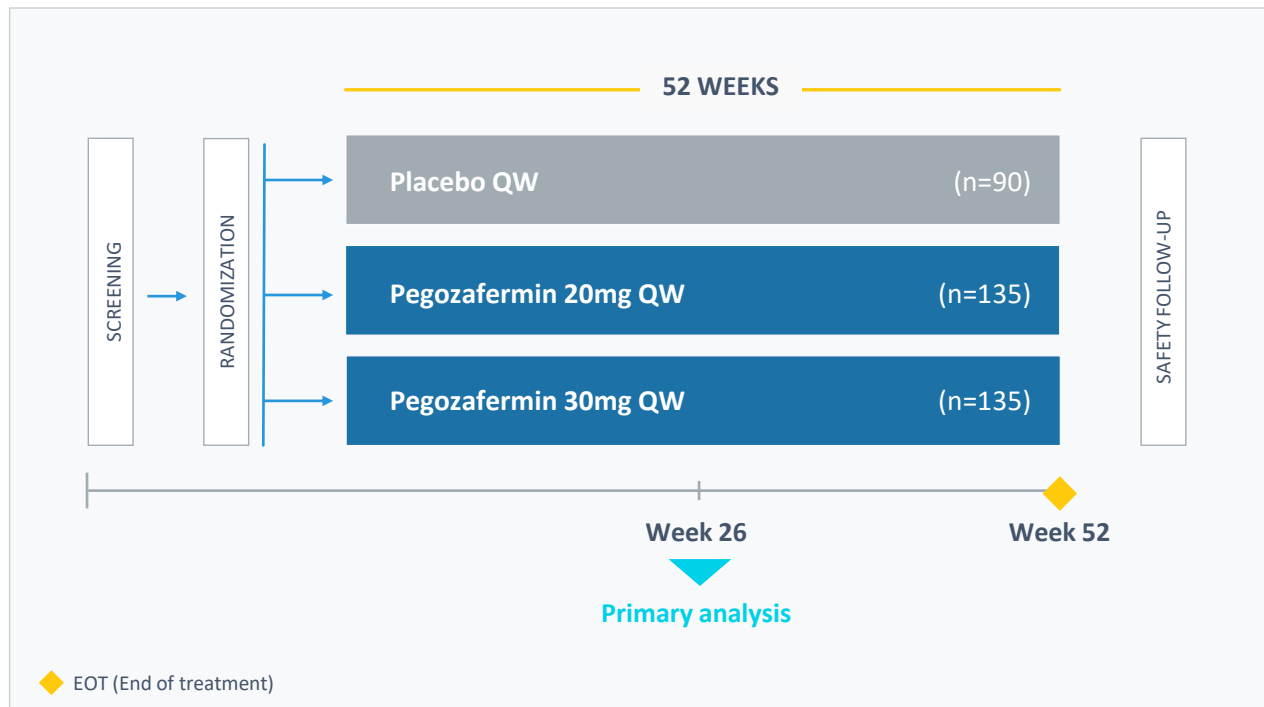 52 WEEKS
SCREENING
RANDOMIZATION
Placebo QW (n=90)
Pegozafermin 20mg QW (n=135)
Pegozafermin 30mg QW (n=135)
SAFETY FOLLOW-UP
Week 26
Week 52
Primary analysis
EOT (End of treatment)